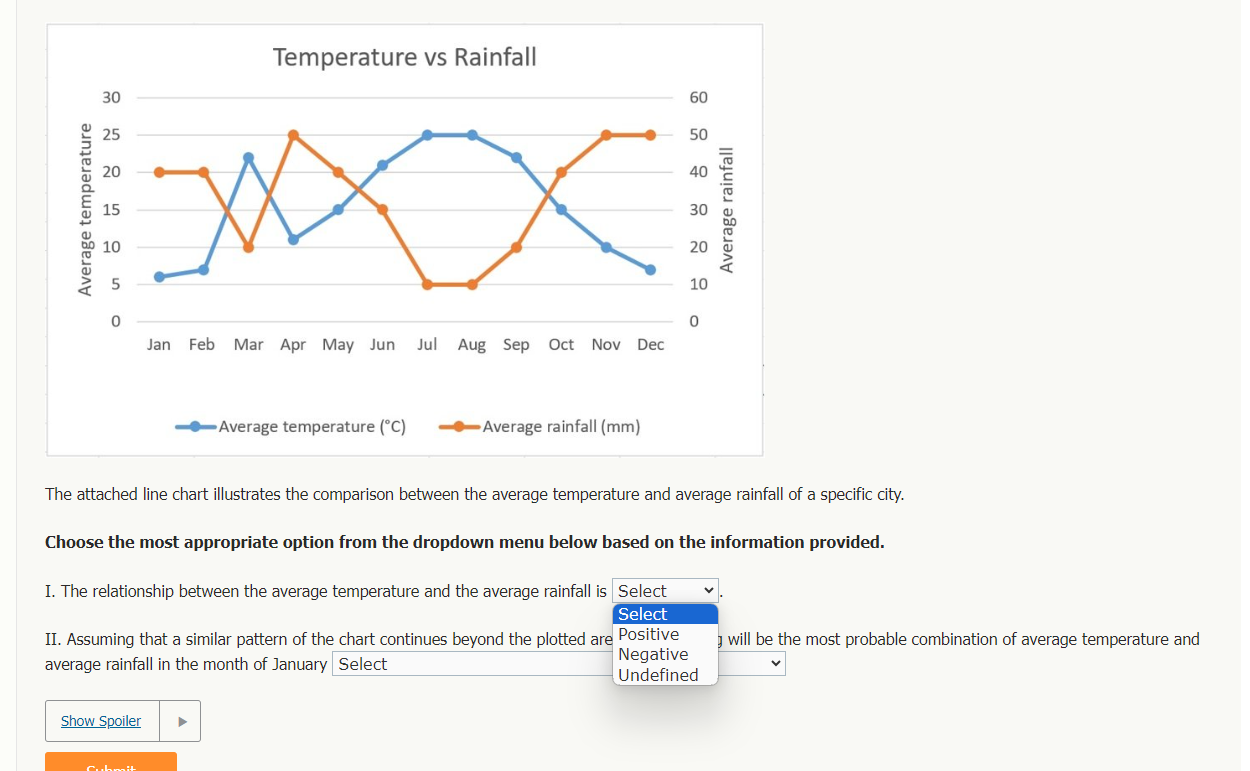 Temperature vs Rainfall
30
25
20
15
10
5
0
Average temperature
60
50
40
30
20
10
0
Average rainfall
Jan Feb Mar Apr May Jun Jul Aug Sep Oct Nov Dec
Average temperature (°C) Average rainfall (mm)
The attached line chart illustrates the comparison between the average temperature and average rainfall of a specific city.
Choose the most appropriate option from the dropdown menu below based on the information provided.
I. The relationship between the average temperature and the average rainfall is Select .
Select
Positive
Negative
Undefined
II. Assuming that a similar pattern of the chart continues beyond the plotted will be the most probable combination of average temperature and
average rainfall in the month of January Select
Show Spoiler
Submit